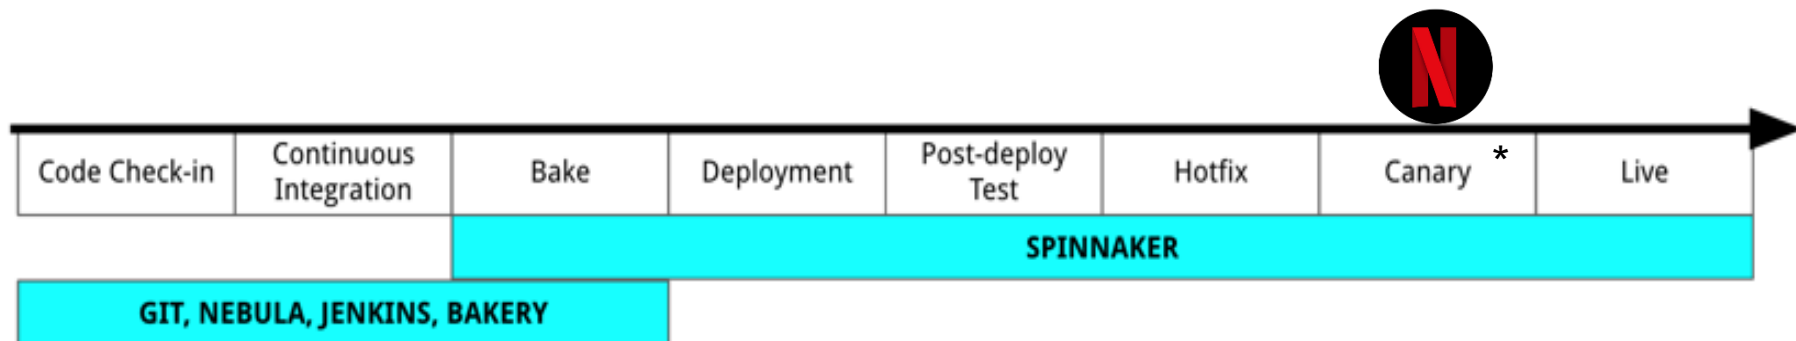 N
Code Check-in
Continuous
Integration
Bake
Deployment
Post-deploy
Test
Hotfix
Canary *
Live
SPINNAKER
GIT, NEBULA, JENKINS, BAKERY